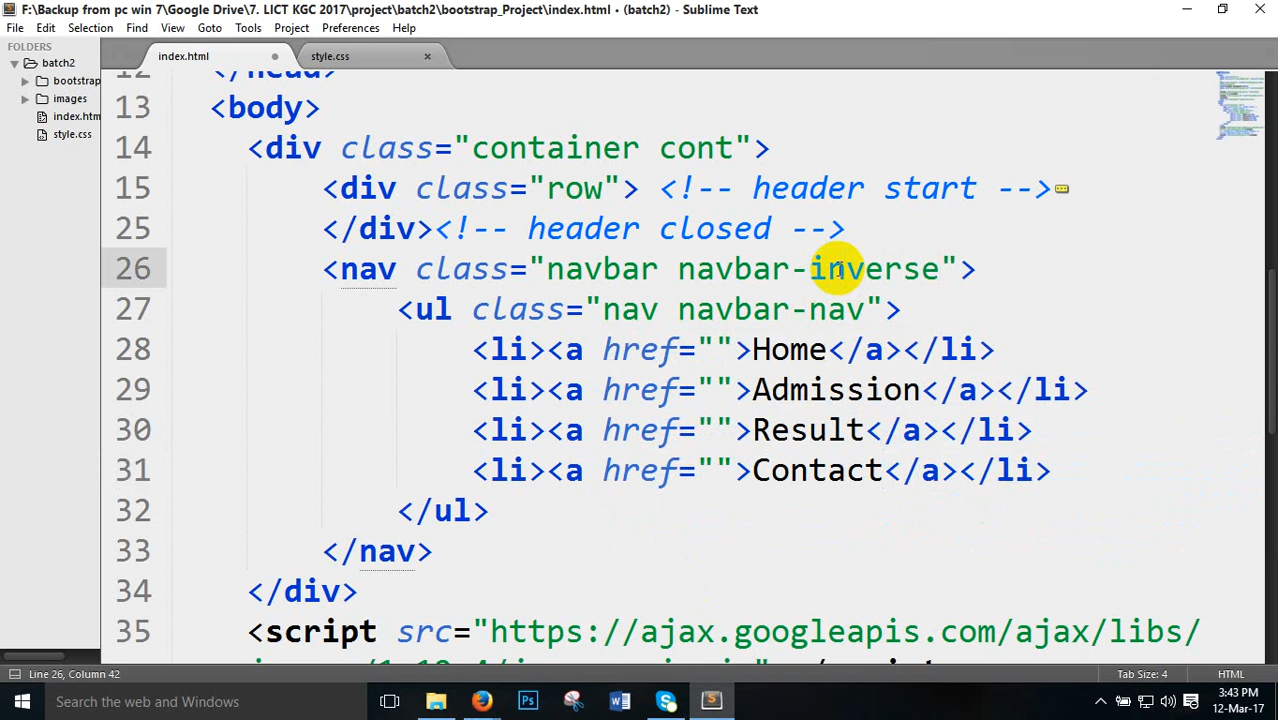 F:\Backup from pc win 7\Google Drive\7. LICT KGC 2017\project\batch2\bootstrap_Project\index.html • (batch2) - Sublime Text
File Edit Selection Find View Goto Tools Project Preferences Help
FOLDERS
batch2
bootstrap
images
index.htm
style.css
index.html
style.css
13 <body>
14 <div class="container cont">
15 <div class="row"> <!-- header start -->
25 </div><!-- header closed -->
26 <nav class="navbar navbar-inverse">
27 <ul class="nav navbar-nav">
28 <li><a href="">Home</a></li>
29 <li><a href="">Admission</a></li>
30 <li><a href="">Result</a></li>
31 <li><a href="">Contact</a></li>
32 </ul>
33 </nav>
34 </div>
35 <script src="https://ajax.googleapis.com/ajax/libs/
Line 26, Column 42
Tab Size: 4
HTML
Search the web and Windows
3:43 PM
12-Mar-17